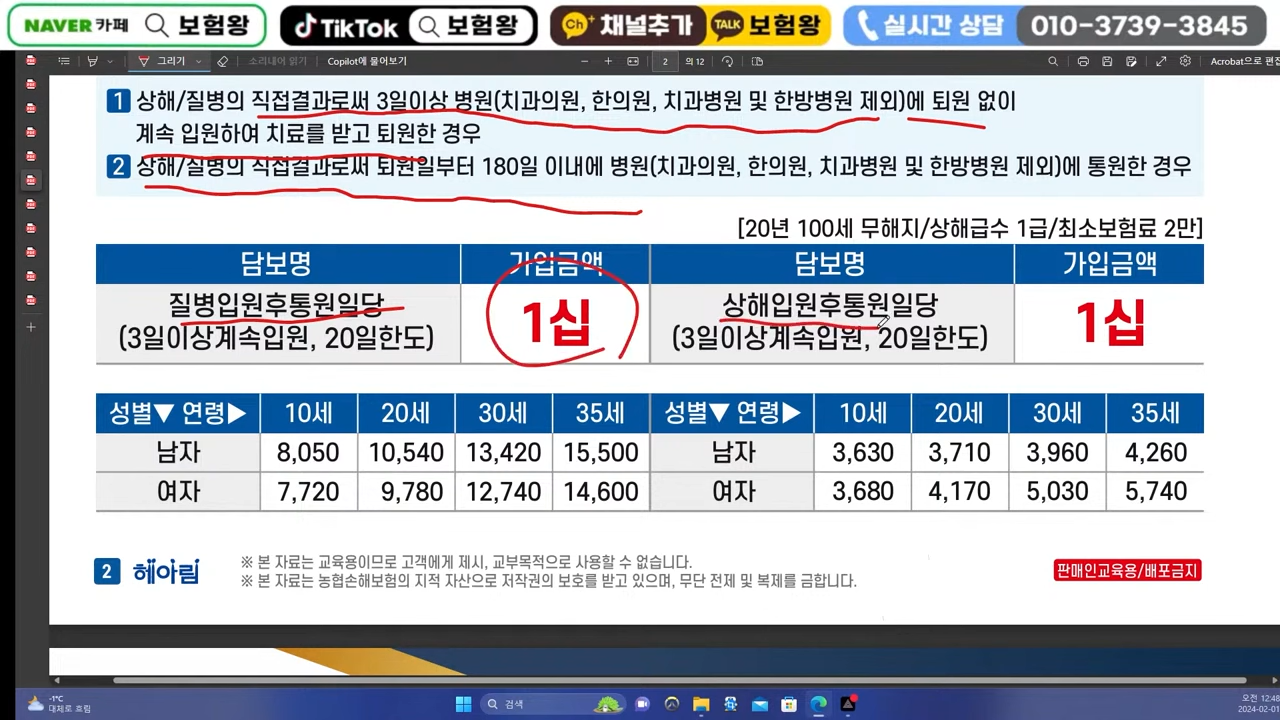 NAVER 카페 보험왕 TikTok 보험왕 Ch+ 채널추가 TALK 보험왕 실시간 상담 010-3739-3845
그리기 소리내어 읽기 Copilot에 묻기 2 의 12 Acrobat으로 편집
1 상해/질병의 직접결과로써 3일이상 병원(치과의원, 한의원, 치과병원 및 한방병원 제외)에 퇴원 없이
계속 입원하여 치료를 받고 퇴원한 경우
2 상해/질병의 직접결과로써 퇴원일부터 180일 이내에 병원(치과의원, 한의원, 치과병원 및 한방병원 제외)에 통원한 경우
[20년 100세 무해지/상해급수 1급/최소보험료 2만]
담보명 가입금액 담보명 가입금액
질병입원후통원일당 1십 상해입원후통원일당 1십
(3일이상계속입원, 20일한도) (3일이상계속입원, 20일한도)
성별▼ 연령▶ 10세 20세 30세 35세 성별▼ 연령▶ 10세 20세 30세 35세
남자 8,050 10,540 13,420 15,500 남자 3,630 3,710 3,960 4,260
여자 7,720 9,780 12,740 14,600 여자 3,680 4,170 5,030 5,740
2 헤아림 ※ 본 자료는 교육용이므로 고객에게 제시, 교부목적으로 사용할 수 없습니다.
※ 본 자료는 농협손해보험의 지적 자산으로 저작권의 보호를 받고 있으며, 무단 전제 및 복제를 금합니다.
판매인교육용/배포금지
-1°C
대체로 흐림
검색
오전 12:48
2024-02-01